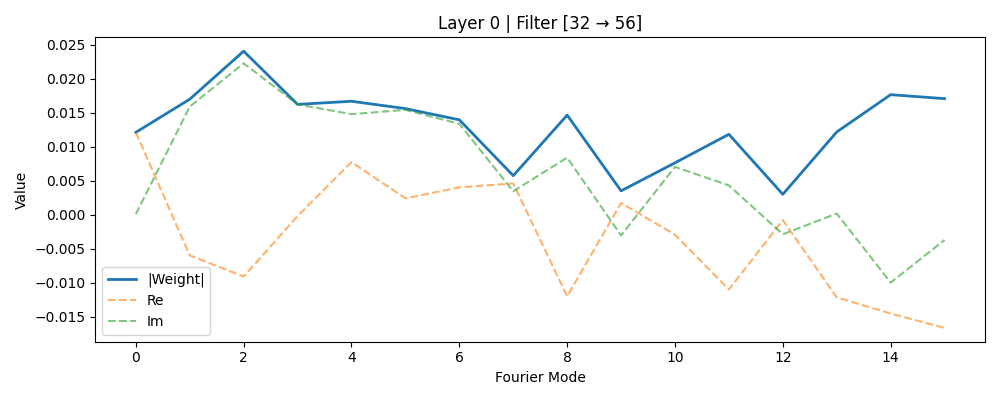 Layer 0 | Filter [32 → 56]
0.025
0.020
0.015
0.010
0.005
0.000
−0.005
−0.010
−0.015
Value
|Weight|
Re
Im
0 2 4 6 8 10 12 14
Fourier Mode